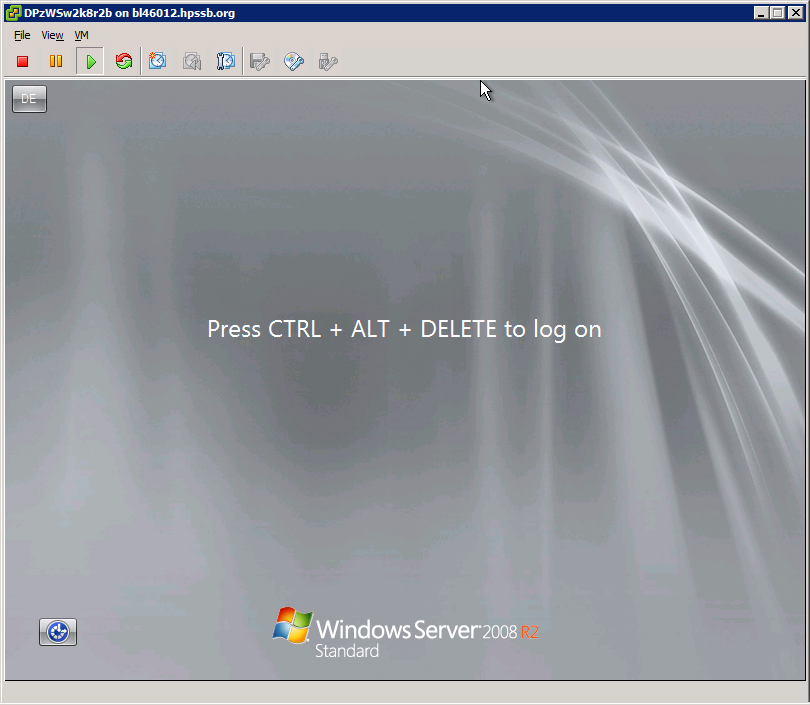 DPzWSw2k8r2b on bl46012.hpssb.org
File View VM
DE
Press CTRL + ALT + DELETE to log on
Windows Server 2008 R2
Standard